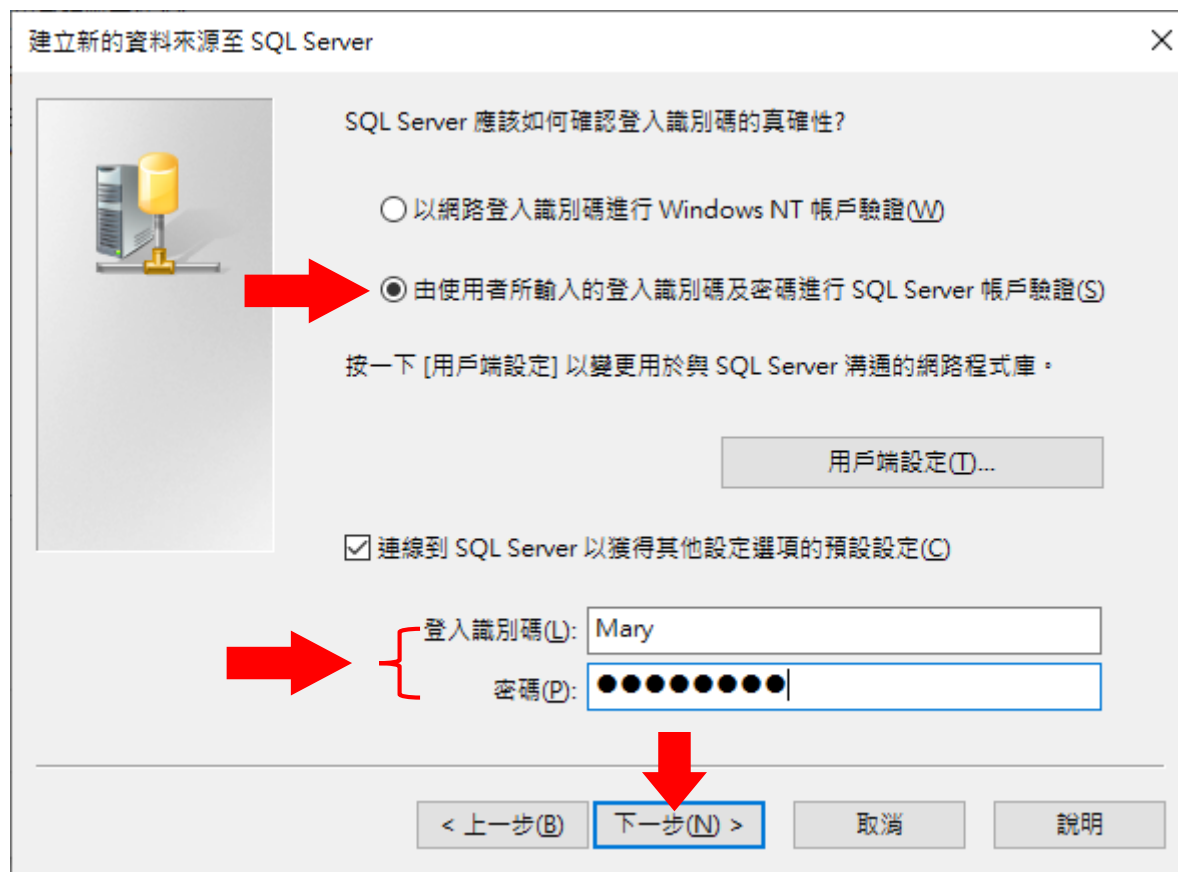 建立新的資料來源至 SQL Server
SQL Server 應該如何確認登入識別碼的真確性?
以網路登入識別碼進行 Windows NT 帳戶驗證(W)
由使用者所輸入的登入識別碼及密碼進行 SQL Server 帳戶驗證(S)
按一下 [用戶端設定] 以變更用於與 SQL Server 溝通的網路程式庫。
用戶端設定(T)...
連線到 SQL Server 以獲得其他設定選項的預設設定(C)
登入識別碼(L): Mary
密碼(P): ●●●●●●●●
< 上一步(B) 下一步(N) > 取消 說明